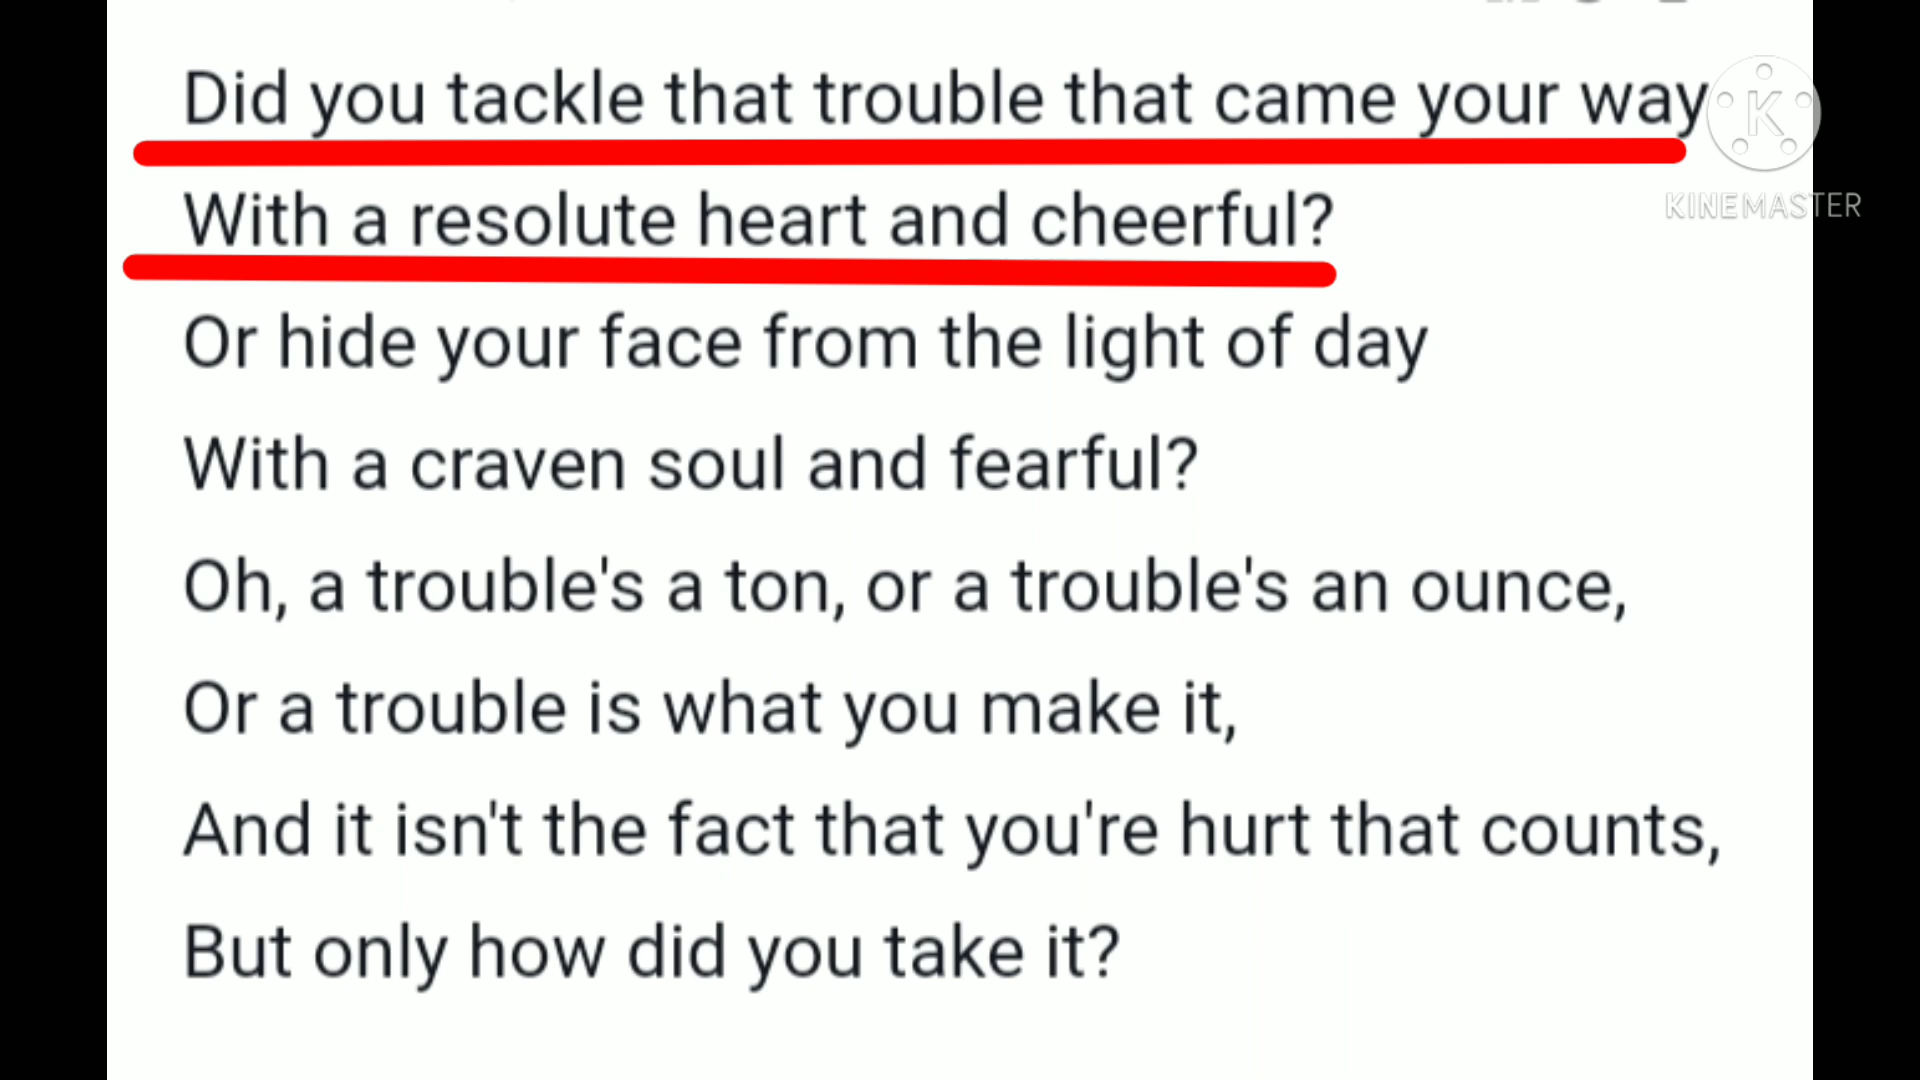 Did you tackle that trouble that came your way
With a resolute heart and cheerful?
Or hide your face from the light of day
With a craven soul and fearful?
Oh, a trouble's a ton, or a trouble's an ounce,
Or a trouble is what you make it,
And it isn't the fact that you're hurt that counts,
But only how did you take it?
K
KINEMASTER